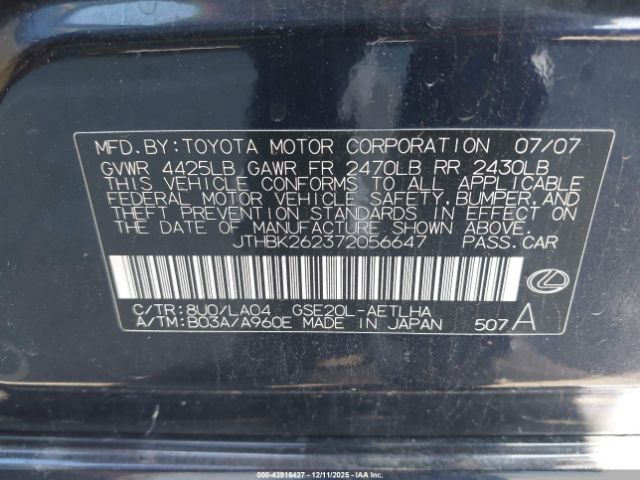 MFD.BY:TOYOTA MOTOR CORPORATION 07/07
GVWR 4425LB GAWR FR 2470LB RR 2430LB
THIS VEHICLE CONFORMS TO ALL APPLICABLE
FEDERAL MOTOR VEHICLE SAFETY,BUMPER,AND
THEFT PREVENTION STANDARDS IN EFFECT ON
THE DATE OF MANUFACTURE SHOWN ABOVE.
JTHBK262372056647 PASS.CAR
C/TR:8U0/LA04 GSE20L-AETLHA
A/TM:B03A/A960E MADE IN JAPAN 507 A
000-43916427 - 12/11/2025 - IAAI.COM